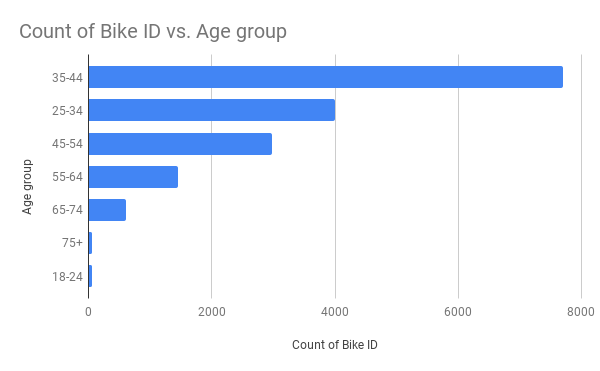 Count of Bike ID vs. Age group
Age group
35-44
25-34
45-54
55-64
65-74
75+
18-24
0 2000 4000 6000 8000
Count of Bike ID